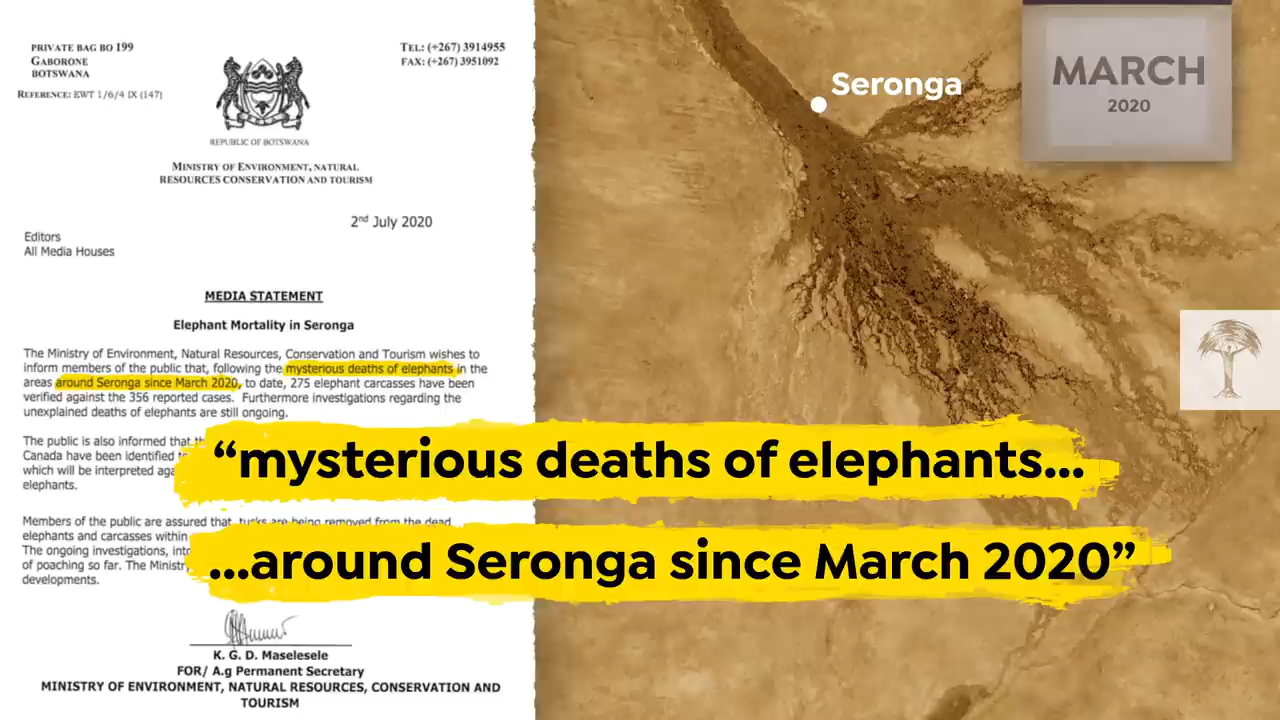 PRIVATE BAG BO 199
GABORONE
BOTSWANA
REFERENCE: EWT 1/6/4 IX (147)
TEL: (+267) 3914955
FAX: (+267) 3951092
REPUBLIC OF BOTSWANA
MINISTRY OF ENVIRONMENT, NATURAL
RESOURCES CONSERVATION AND TOURISM
2nd July 2020
Editors
All Media Houses
MEDIA STATEMENT
Elephant Mortality in Seronga
The Ministry of Environment, Natural Resources, Conservation and Tourism wishes to
inform members of the public that, following the mysterious deaths of elephants in the
areas around Seronga since March 2020, to date, 275 elephant carcasses have been
verified against the 356 reported cases. Furthermore investigations regarding the
unexplained deaths of elephants are still ongoing.
The public is also informed that
Canada have been identified
which will be interpreted
elephants.
Members of the public are assured that, tusks are being removed from the dead
elephants and carcasses within
The ongoing investigations,
of poaching so far. The Ministry
developments.
K. G. D. Maselesele
FOR/ A.g Permanent Secretary
MINISTRY OF ENVIRONMENT, NATURAL RESOURCES, CONSERVATION AND
TOURISM
Seronga
MARCH
2020
“mysterious deaths of elephants...
...around Seronga since March 2020”